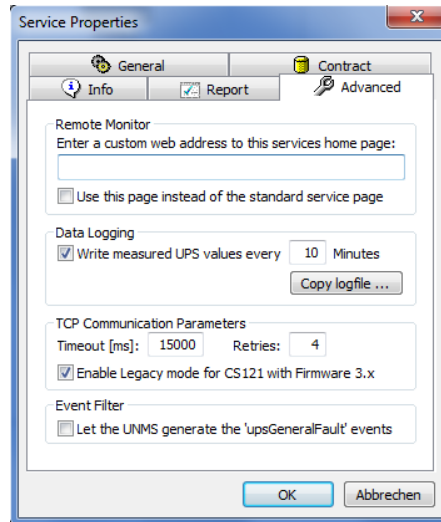 Service Properties
General
Contract
Info
Report
Advanced
Remote Monitor
Enter a custom web address to this services home page:
Use this page instead of the standard service page
Data Logging
Write measured UPS values every 10 Minutes
Copy logfile ...
TCP Communication Parameters
Timeout [ms]: 15000 Retries: 4
Enable Legacy mode for CS121 with Firmware 3.x
Event Filter
Let the UNMS generate the 'upsGeneralFault' events
OK
Abbrechen